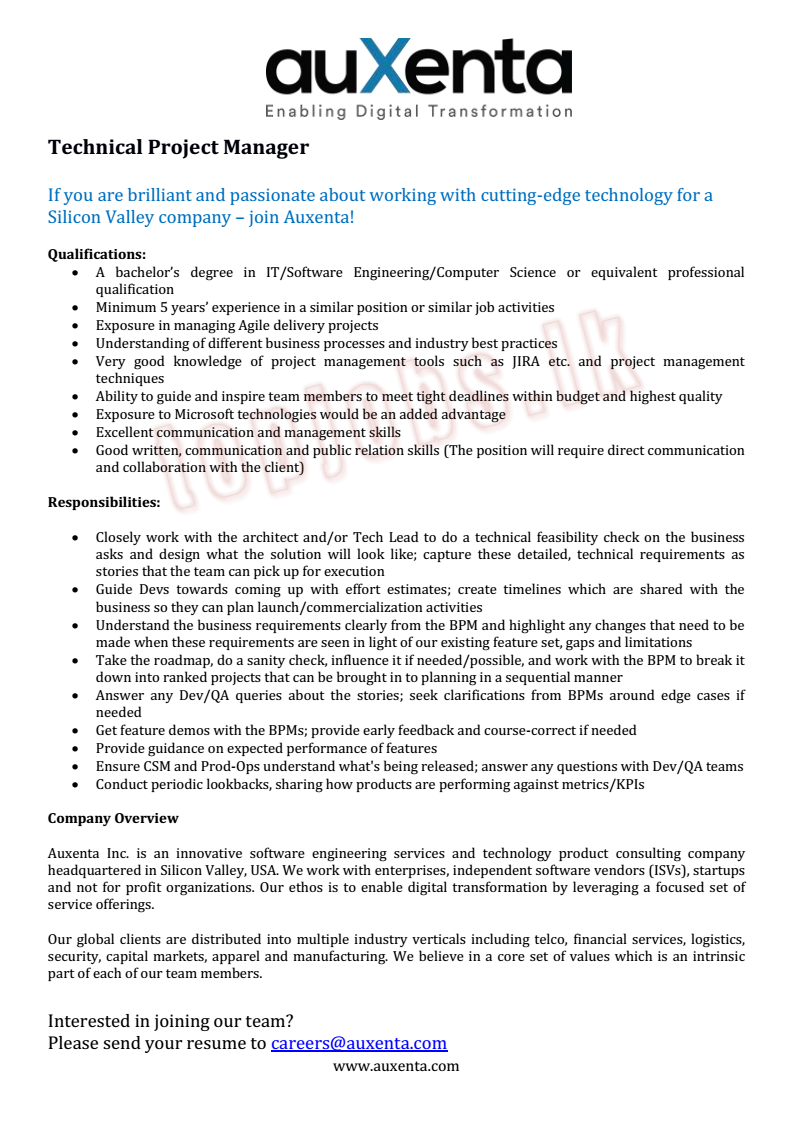 auXenta
Enabling Digital Transformation
Technical Project Manager
If you are brilliant and passionate about working with cutting-edge technology for a
Silicon Valley company – join Auxenta!
Qualifications:
• A bachelor's degree in IT/Software Engineering/Computer Science or equivalent professional
qualification
• Minimum 5 years' experience in a similar position or similar job activities
• Exposure in managing Agile delivery projects
• Understanding of different business processes and industry best practices
• Very good knowledge of project management tools such as JIRA etc. and project management
techniques
• Ability to guide and inspire team members to meet tight deadlines within budget and highest quality
• Exposure to Microsoft technologies would be an added advantage
• Excellent communication and management skills
• Good written, communication and public relation skills (The position will require direct communication
and collaboration with the client)
topjobs.lk
Responsibilities:
• Closely work with the architect and/or Tech Lead to do a technical feasibility check on the business
asks and design what the solution will look like; capture these detailed, technical requirements as
stories that the team can pick up for execution
• Guide Devs towards coming up with effort estimates; create timelines which are shared with the
business so they can plan launch/commercialization activities
• Understand the business requirements clearly from the BPM and highlight any changes that need to be
made when these requirements are seen in light of our existing feature set, gaps and limitations
• Take the roadmap, do a sanity check, influence it if needed/possible, and work with the BPM to break it
down into ranked projects that can be brought in to planning in a sequential manner
• Answer any Dev/QA queries about the stories; seek clarifications from BPMs around edge cases if
needed
• Get feature demos with the BPMs; provide early feedback and course-correct if needed
• Provide guidance on expected performance of features
• Ensure CSM and Prod-Ops understand what's being released; answer any questions with Dev/QA teams
• Conduct periodic lookbacks, sharing how products are performing against metrics/KPIs
Company Overview
Auxenta Inc. is an innovative software engineering services and technology product consulting company
headquartered in Silicon Valley, USA. We work with enterprises, independent software vendors (ISVs), startups
and not for profit organizations. Our ethos is to enable digital transformation by leveraging a focused set of
service offerings.
Our global clients are distributed into multiple industry verticals including telco, financial services, logistics,
security, capital markets, apparel and manufacturing. We believe in a core set of values which is an intrinsic
part of each of our team members.
Interested in joining our team?
Please send your resume to careers@auxenta.com
www.auxenta.com